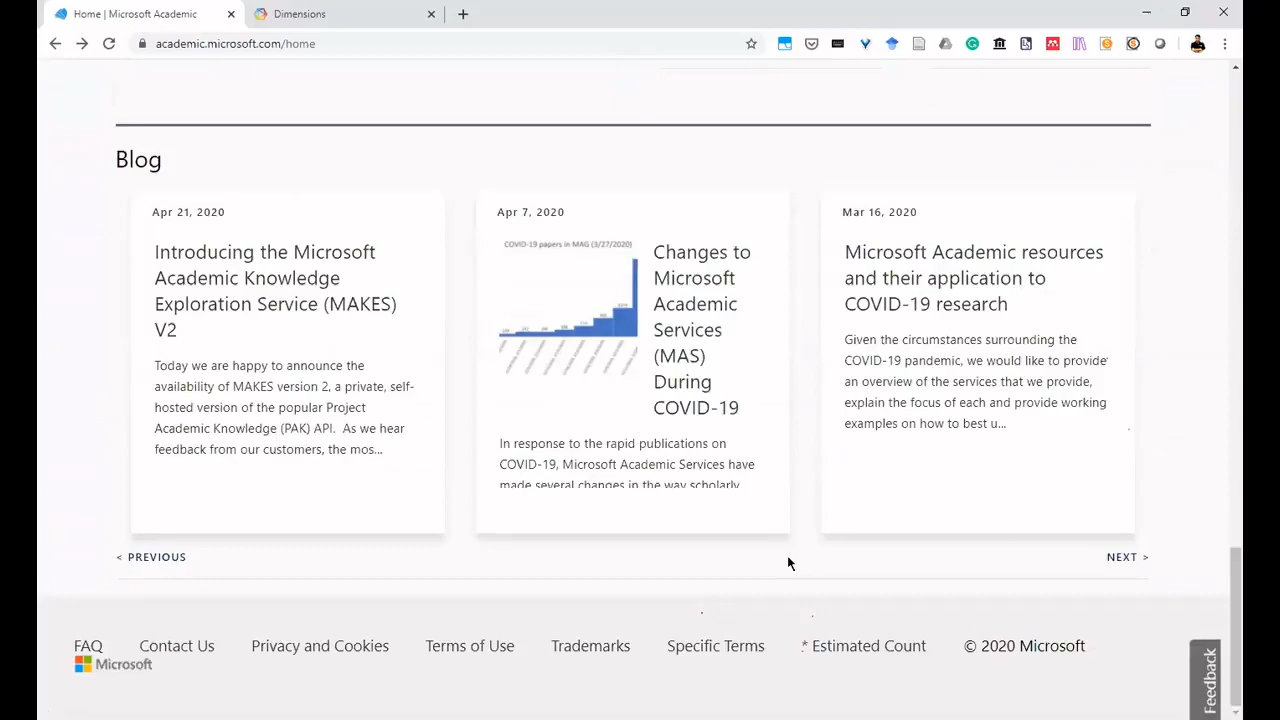 Home | Microsoft Academic
Dimensions
academic.microsoft.com/home
Blog
Apr 21, 2020
Introducing the Microsoft
Academic Knowledge
Exploration Service (MAKES)
V2
Today we are happy to announce the
availability of MAKES version 2, a private, self-
hosted version of the popular Project
Academic Knowledge (PAK) API. As we hear
feedback from our customers, the mos...
Apr 7, 2020
COVID-19 papers in MAG (3/27/2020)
Changes to
Microsoft
Academic
Services
(MAS)
During
COVID-19
In response to the rapid publications on
COVID-19, Microsoft Academic Services have
made several changes in the way scholarly
Mar 16, 2020
Microsoft Academic resources
and their application to
COVID-19 research
Given the circumstances surrounding the
COVID-19 pandemic, we would like to provide
an overview of the services that we provide,
explain the focus of each and provide working
examples on how to best u...
< PREVIOUS
NEXT >
FAQ Contact Us Privacy and Cookies Terms of Use Trademarks Specific Terms * Estimated Count © 2020 Microsoft
Microsoft
Feedback